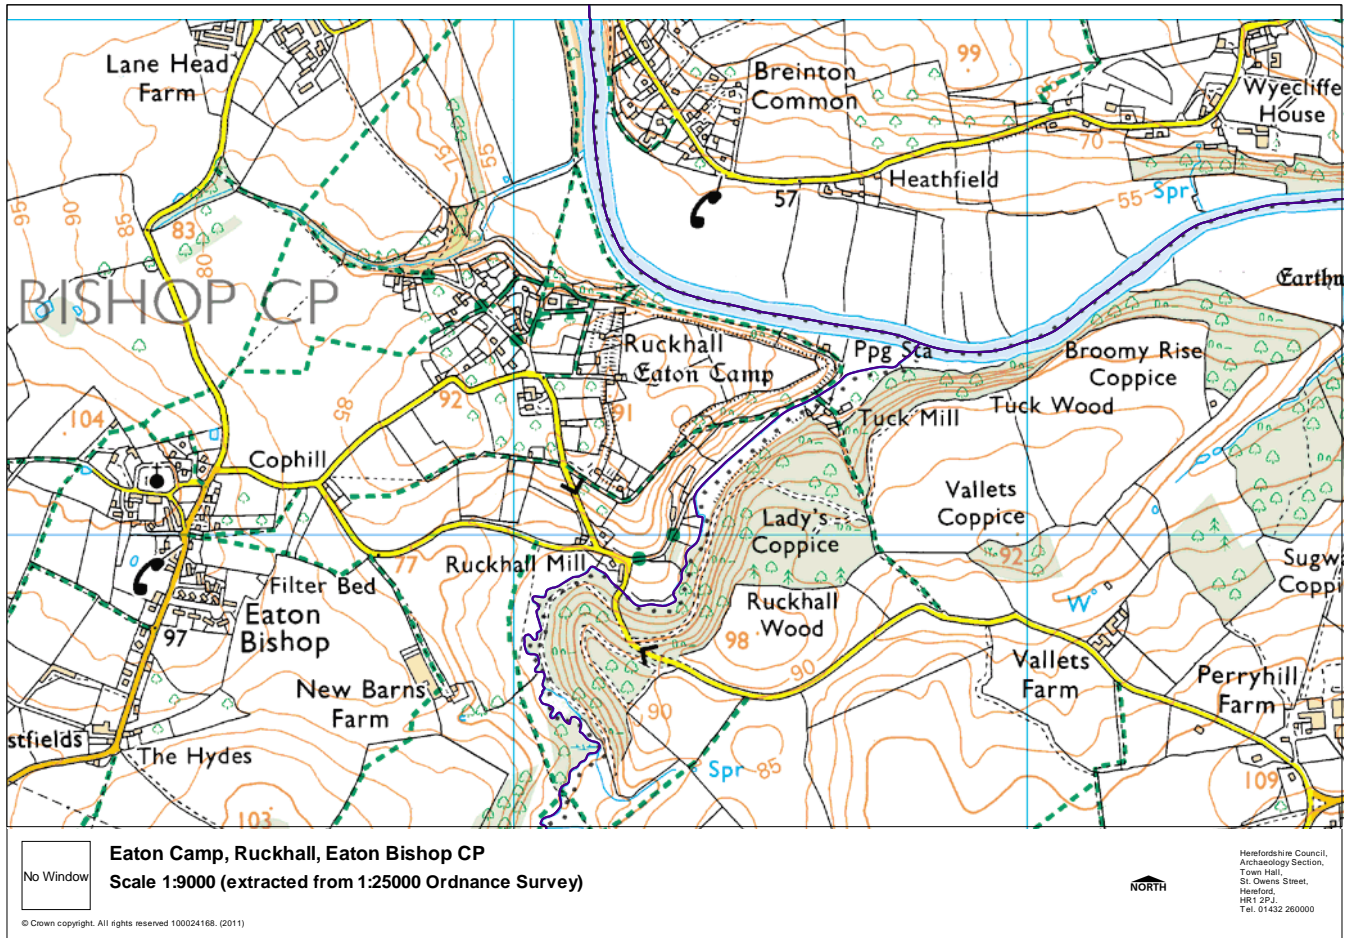 Lane Head
Farm
Breinton
Common
99
Wyecliffe
House
70
75
55
Heathfield
57
55
Spr
95
90
85
83
80
BISHOP CP
Earthw
Ruckhall
Eaton Camp
Ppg Sta
Broomy Rise
Coppice
92
91
85
104
Tuck Mill
Tuck Wood
Cophill
Vallets
Coppice
Lady's
Coppice
92
77
Ruckhall Mill
Sugw
Coppi
Filter Bed
Eaton
Bishop
97
Ruckhall
Wood
98
W
90
Vallets
Farm
Perryhill
Farm
New Barns
Farm
90
stfields
The Hydes
Spr
85
109
103
No Window
Eaton Camp, Ruckhall, Eaton Bishop CP
Scale 1:9000 (extracted from 1:25000 Ordnance Survey)
© Crown copyright. All rights reserved 100024168. (2011)
NORTH
Herefordshire Council,
Archaeology Section,
Town Hall,
St. Owens Street,
Hereford,
HR1 2PJ.
Tel. 01432 260000